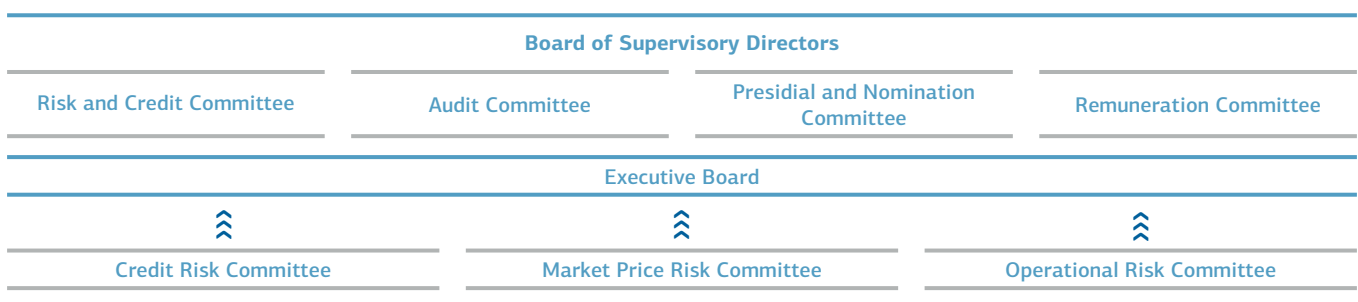 Board of Supervisory Directors
Risk and Credit Committee
Audit Committee
Presidial and Nomination
Committee
Remuneration Committee
Executive Board
Credit Risk Committee
Market Price Risk Committee
Operational Risk Committee